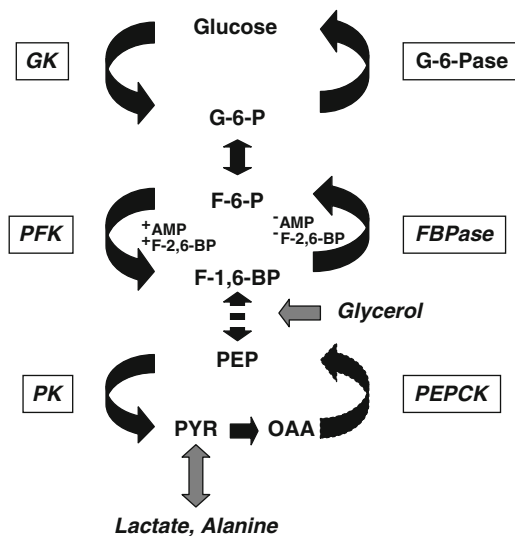 Glucose
GK
G-6-Pase
G-6-P
F-6-P
PFK
+AMP
+F-2,6-BP
-AMP
-F-2,6-BP
FBPase
F-1,6-BP
Glycerol
PEP
PK
PEPCK
PYR
OAA
Lactate, Alanine